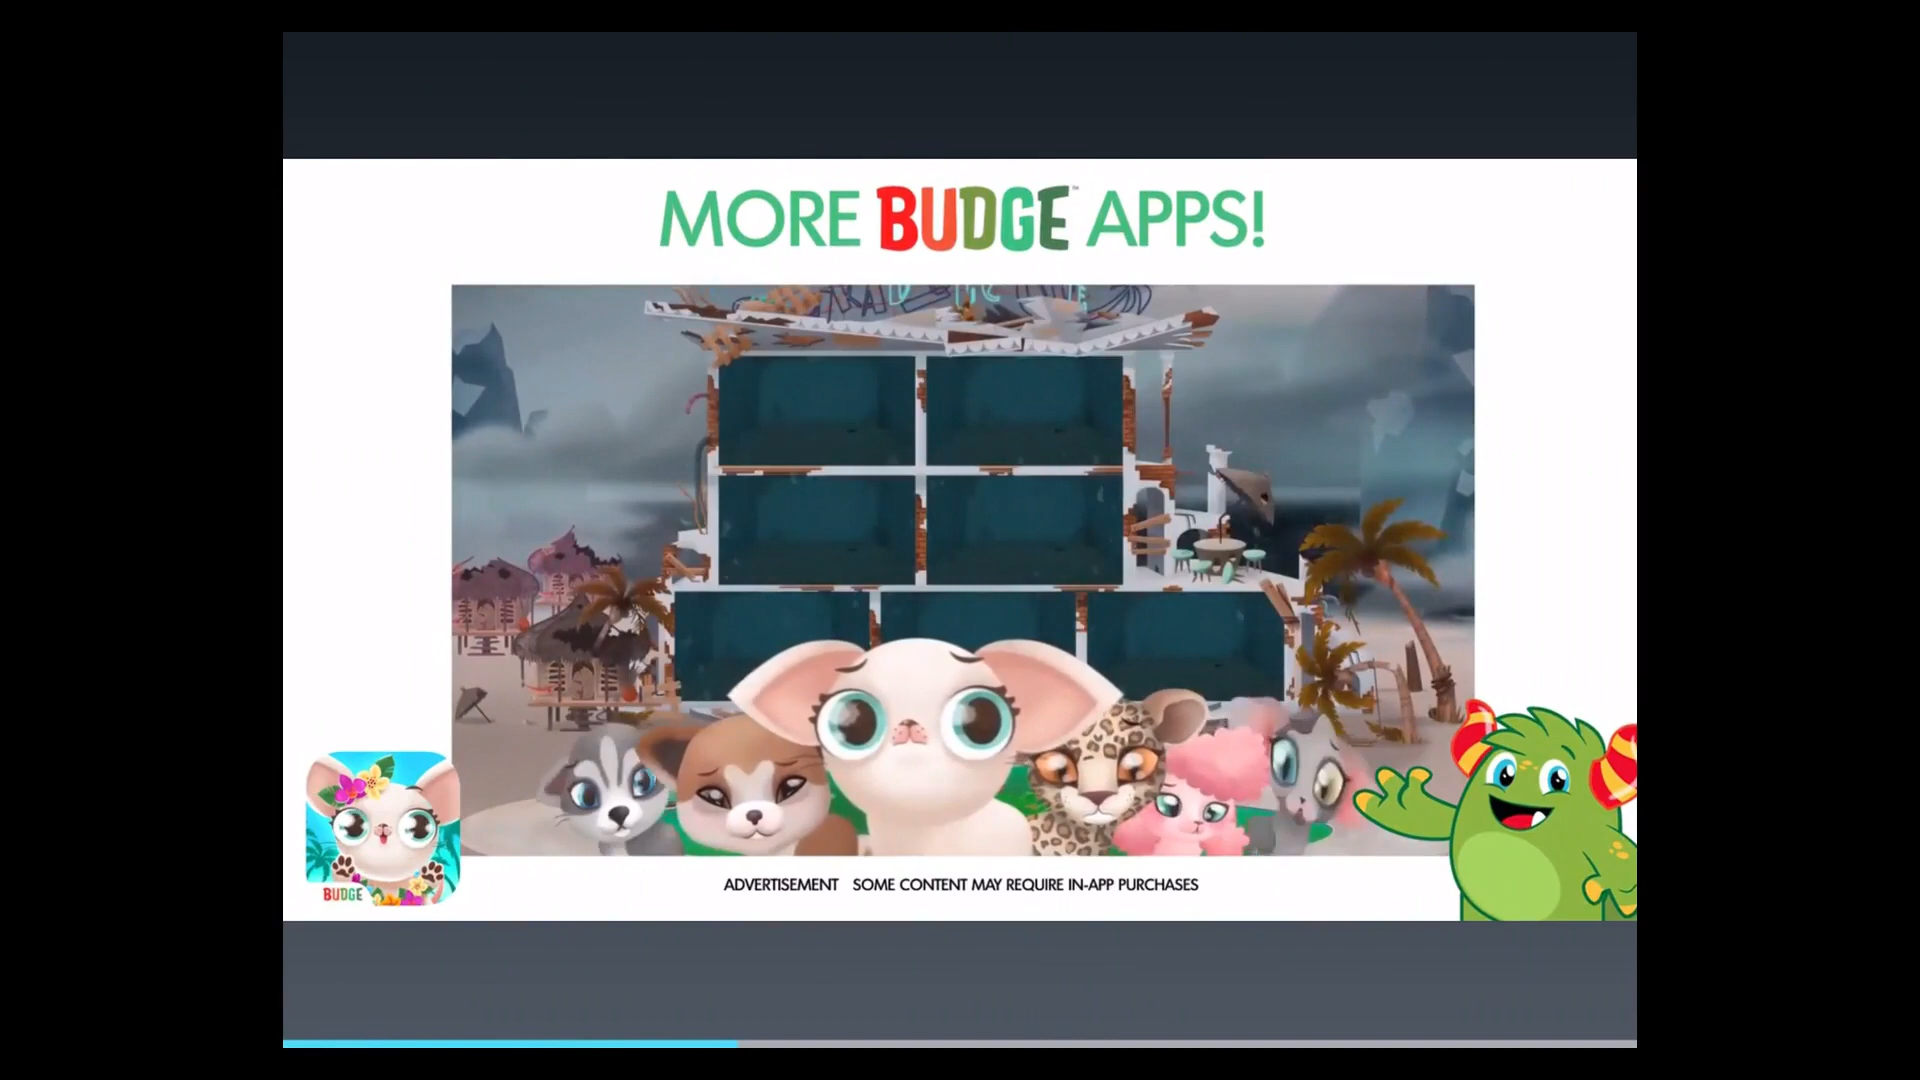 MORE BUDGE™ APPS!
BUDGE
ADVERTISEMENT SOME CONTENT MAY REQUIRE IN-APP PURCHASES